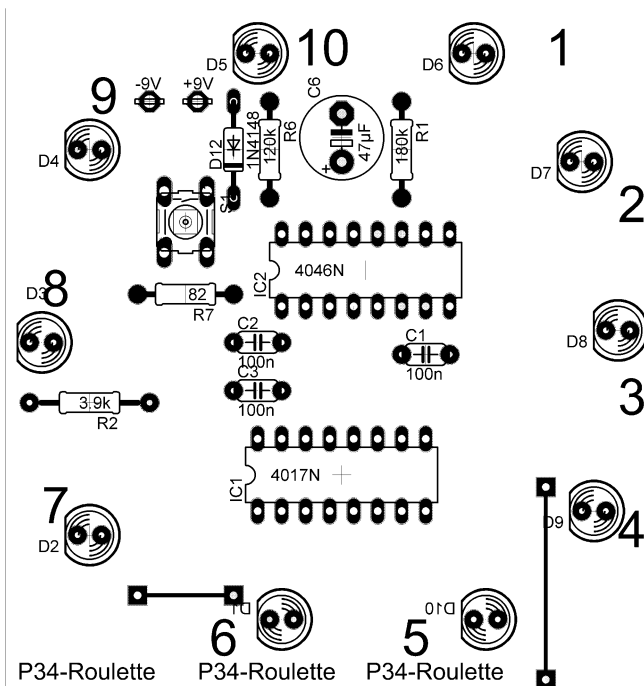 10
1
D5
D6
-9V
+9V
C6
9
D12
1N4148
R6
120k
47µF
+
180k
R1
D4
D7
S1
2
4046N
IC2
8
D3
82
R7
C2
100n
C1
100n
D8
C3
100n
3.9k
R2
3
4017N
IC1
7
D2
D9
4
D1
D10
6
5
P34-Roulette
P34-Roulette
P34-Roulette